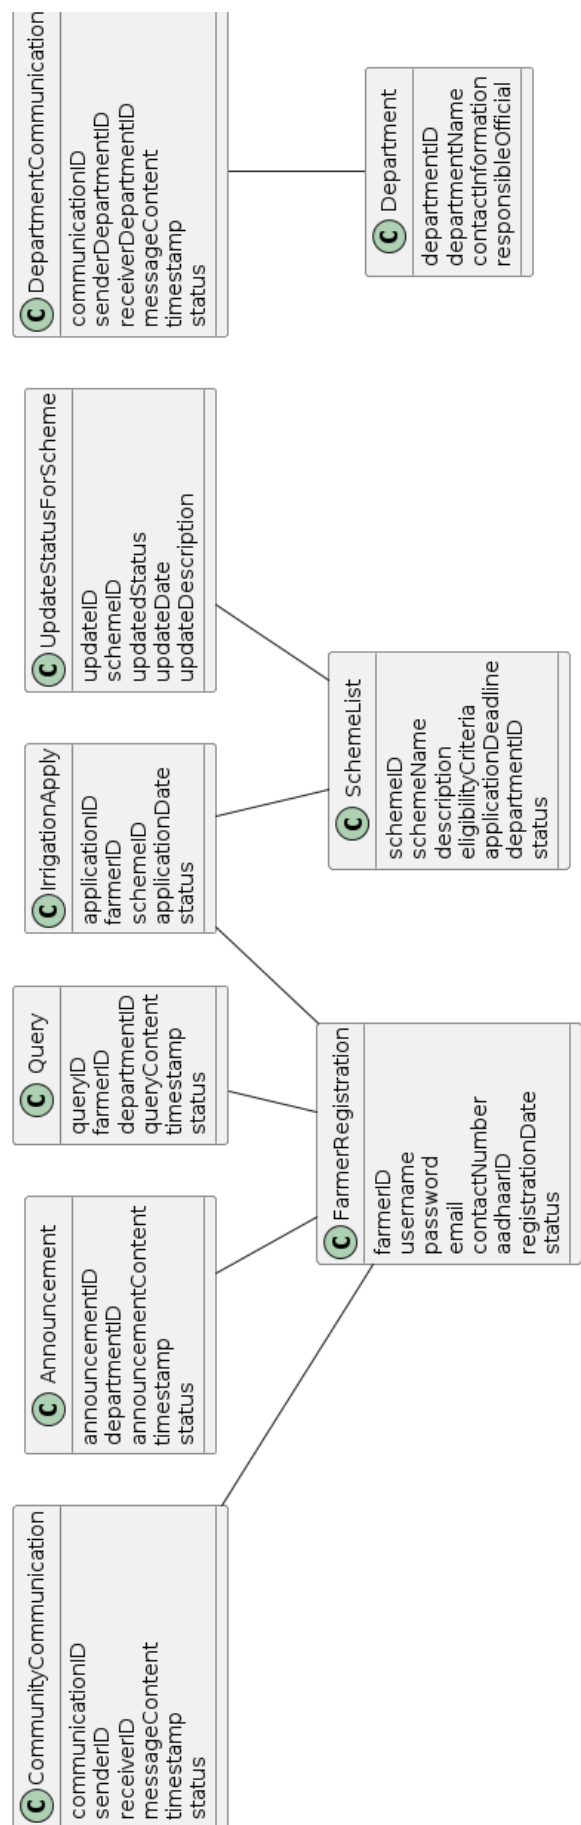 C CommunityCommunication
communicationID
senderID
receiverID
messageContent
timestamp
status
C Announcement
announcementID
departmentID
announcementContent
timestamp
status
C Query
queryID
farmerID
departmentID
queryContent
timestamp
status
C IrrigationApply
applicationID
farmerID
schemeID
applicationDate
status
C UpdateStatusForScheme
updateID
schemeID
updatedStatus
updateDate
updateDescription
C DepartmentCommunication
communicationID
senderDepartmentID
receiverDepartmentID
messageContent
timestamp
status
C FarmerRegistration
farmerID
username
password
email
contactNumber
aadhaarID
registrationDate
status
C SchemeList
schemeID
schemeName
description
eligibilityCriteria
applicationDeadline
departmentID
status
C Department
departmentID
departmentName
contactInformation
responsibleOfficial